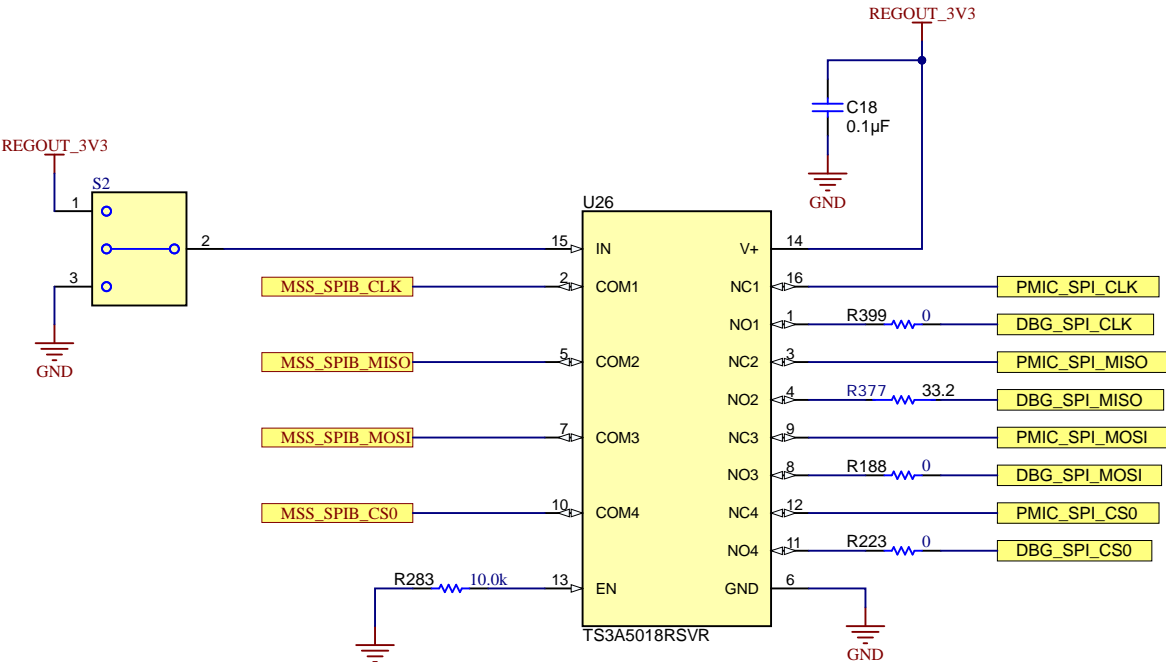 REGOUT_3V3
C18
0.1µF
GND
REGOUT_3V3
S2
1
2
3
GND
U26
15 IN V+ 14
MSS_SPIB_CLK 2 COM1 NC1 16 PMIC_SPI_CLK
NO1 1 R399 0 DBG_SPI_CLK
MSS_SPIB_MISO 5 COM2 NC2 3 PMIC_SPI_MISO
NO2 4 R377 33.2 DBG_SPI_MISO
MSS_SPIB_MOSI 7 COM3 NC3 9 PMIC_SPI_MOSI
NO3 8 R188 0 DBG_SPI_MOSI
MSS_SPIB_CS0 10 COM4 NC4 12 PMIC_SPI_CS0
NO4 11 R223 0 DBG_SPI_CS0
R283 10.0k 13 EN GND 6
TS3A5018RSVR
GND